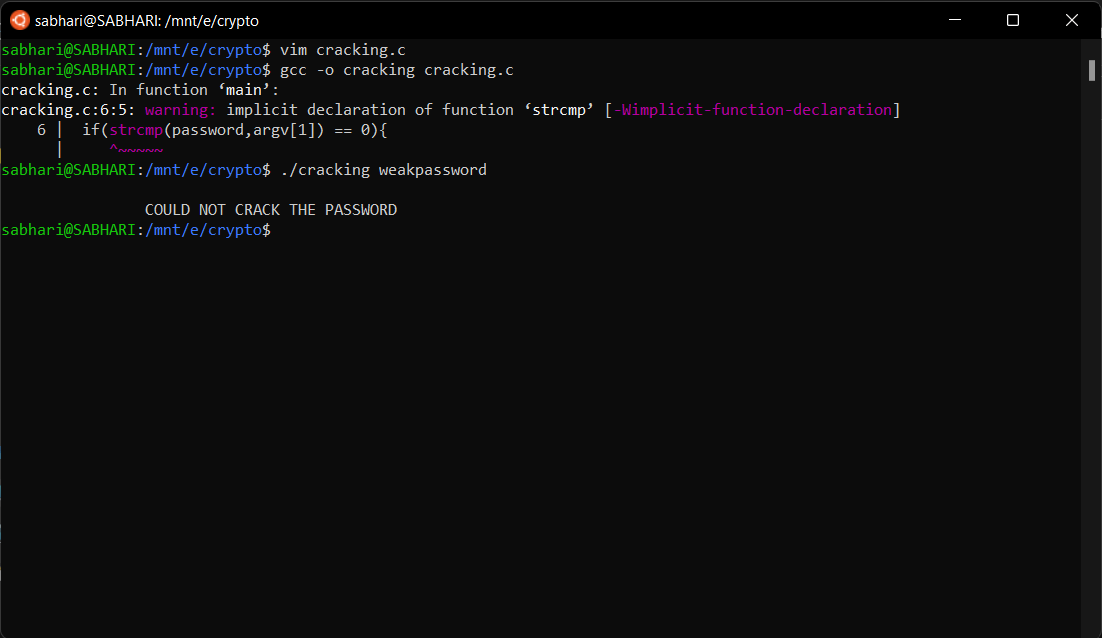 sabhari@SABHARI: /mnt/e/crypto
sabhari@SABHARI:/mnt/e/crypto$ vim cracking.c
sabhari@SABHARI:/mnt/e/crypto$ gcc -o cracking cracking.c
cracking.c: In function ‘main’:
cracking.c:6:5: warning: implicit declaration of function ‘strcmp’ [-Wimplicit-function-declaration]
    6 |  if(strcmp(password,argv[1]) == 0){
      |     ^~~~~~
sabhari@SABHARI:/mnt/e/crypto$ ./cracking weakpassword
                COULD NOT CRACK THE PASSWORD
sabhari@SABHARI:/mnt/e/crypto$